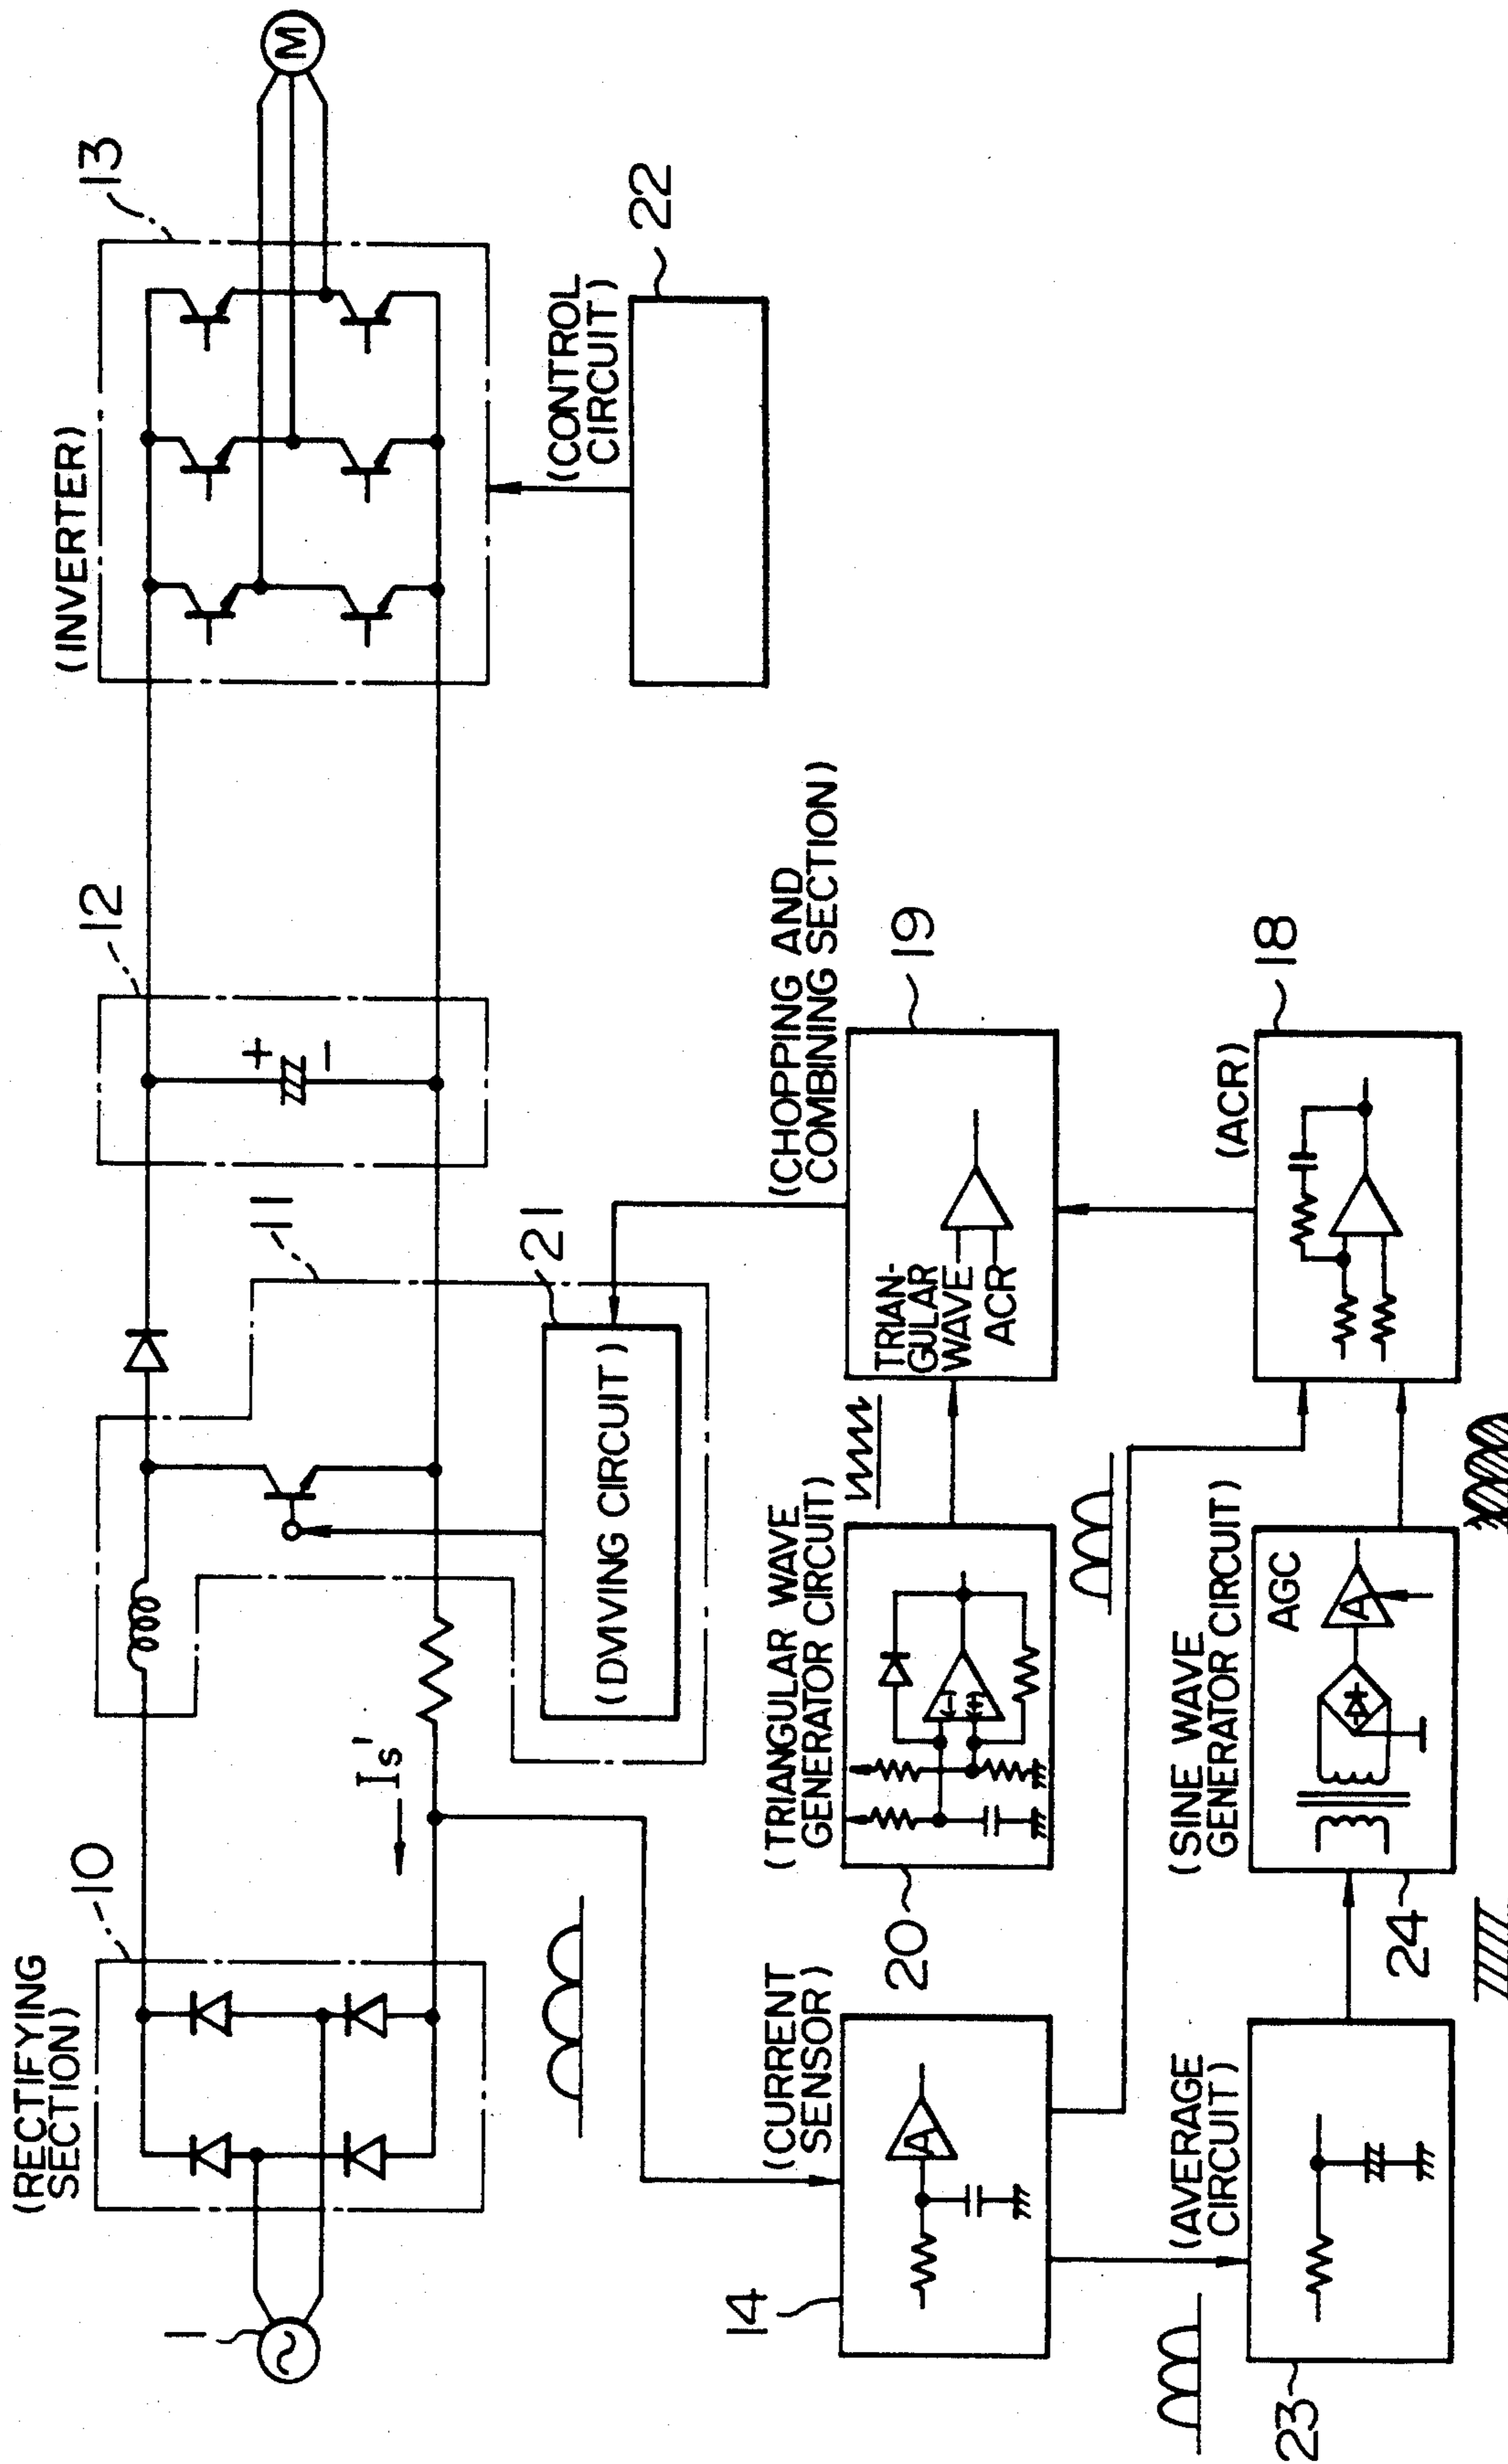 (RECTIFYING
SECTION)
10
1
Is'
11
12
+
−
(INVERTER)
13
M
21
(DMVING CIRCUIT)
(CONTROL
CIRCUIT)
22
(CURRENT
SENSOR)
14
A
(TRIANGULAR WAVE
GENERATOR CIRCUIT)
20
(-)
(+)
(CHOPPING AND
COMBINING SECTION)
19
TRIAN-
GULAR
WAVE
ACR
(AVERAGE
CIRCUIT)
23
(SINE WAVE
GENERATOR CIRCUIT)
24
AGC
A
(ACR)
18